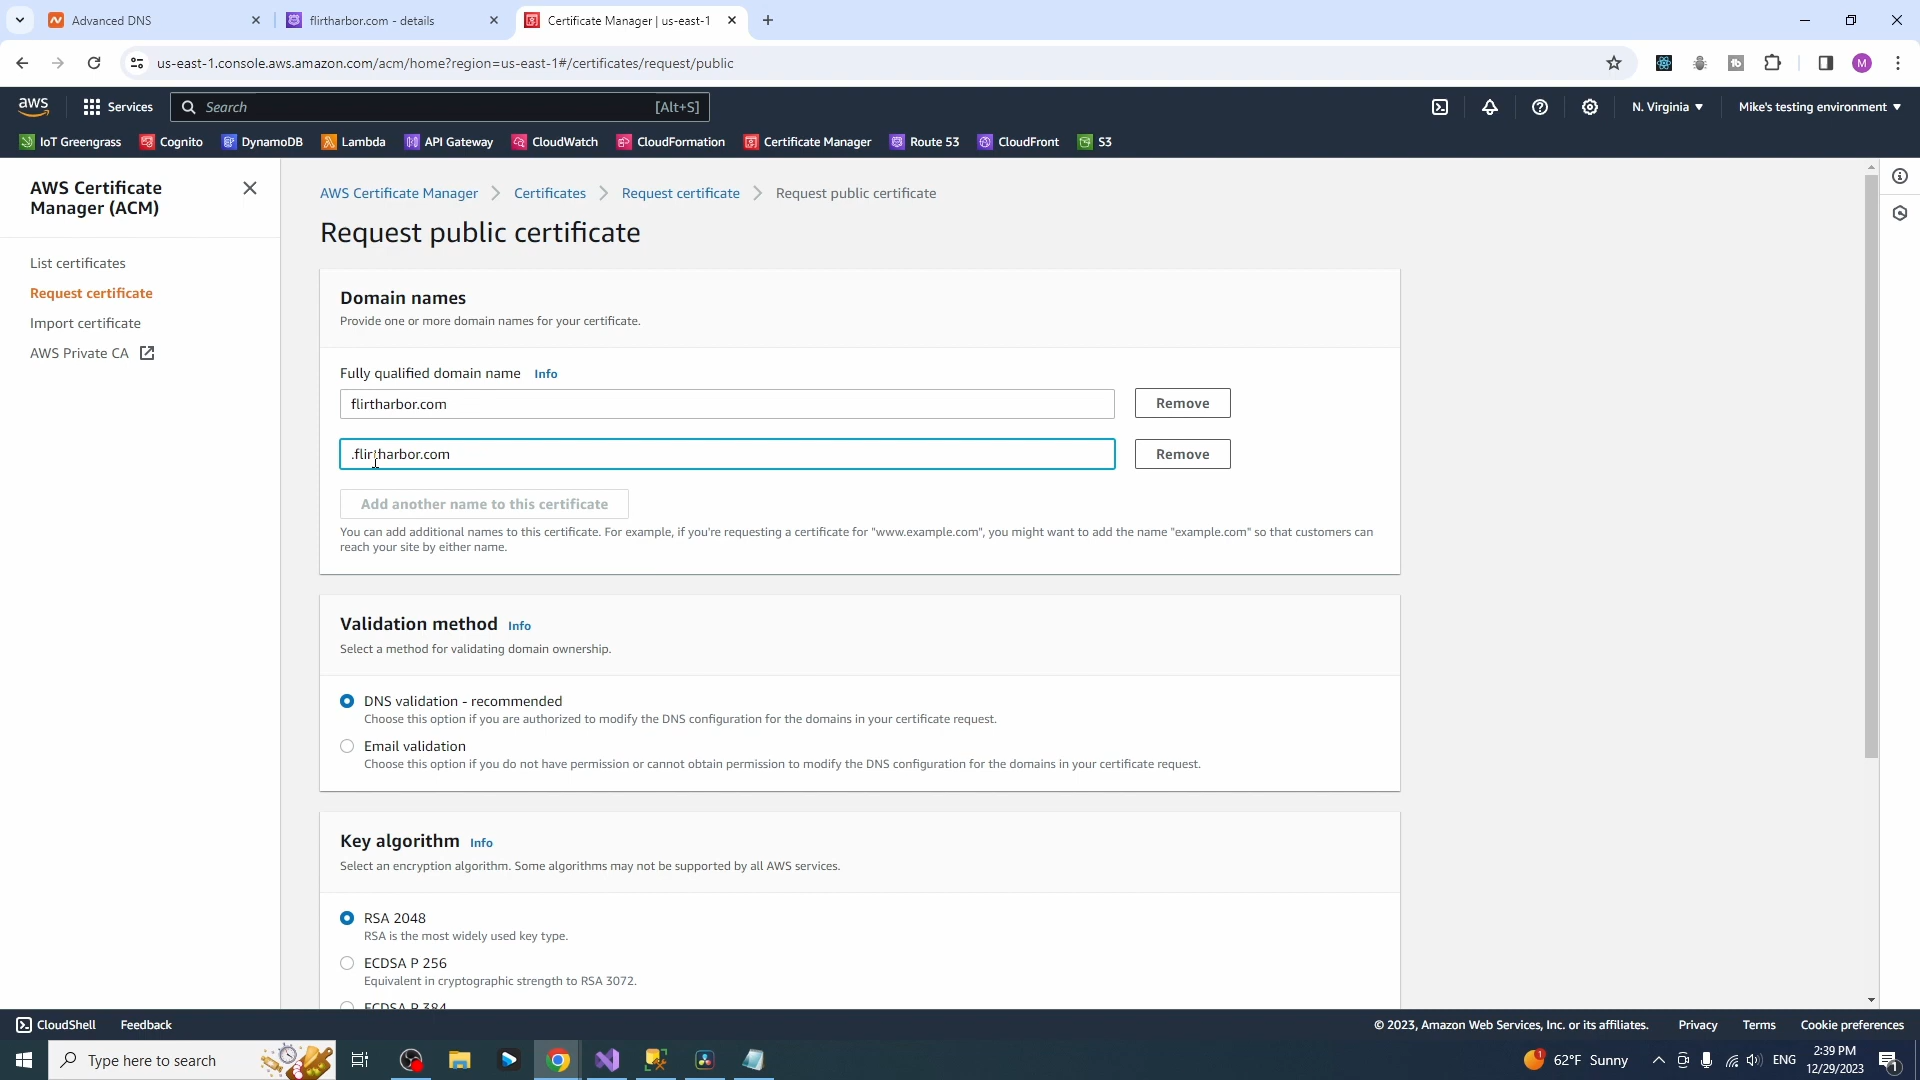 Advanced DNS
flirtharbor.com - details
Certificate Manager | us-east-1
us-east-1.console.aws.amazon.com/acm/home?region=us-east-1#/certificates/request/public
M
aws
Services
Search
[Alt+S]
N. Virginia
Mike's testing environment
IoT Greengrass
Cognito
DynamoDB
Lambda
API Gateway
CloudWatch
CloudFormation
Certificate Manager
Route 53
CloudFront
S3
AWS Certificate
Manager (ACM)
List certificates
Request certificate
Import certificate
AWS Private CA
AWS Certificate Manager
Certificates
Request certificate
Request public certificate
Request public certificate
Domain names
Provide one or more domain names for your certificate.
Fully qualified domain name Info
flirtharbor.com
Remove
.flirtharbor.com
Remove
Add another name to this certificate
You can add additional names to this certificate. For example, if you're requesting a certificate for "www.example.com", you might want to add the name "example.com" so that customers can
reach your site by either name.
Validation method Info
Select a method for validating domain ownership.
DNS validation - recommended
Choose this option if you are authorized to modify the DNS configuration for the domains in your certificate request.
Email validation
Choose this option if you do not have permission or cannot obtain permission to modify the DNS configuration for the domains in your certificate request.
Key algorithm Info
Select an encryption algorithm. Some algorithms may not be supported by all AWS services.
RSA 2048
RSA is the most widely used key type.
ECDSA P 256
Equivalent in cryptographic strength to RSA 3072.
ECDSA P 384
CloudShell
Feedback
© 2023, Amazon Web Services, Inc. or its affiliates.
Privacy
Terms
Cookie preferences
Type here to search
62°F Sunny
ENG
2:39 PM
12/29/2023
1